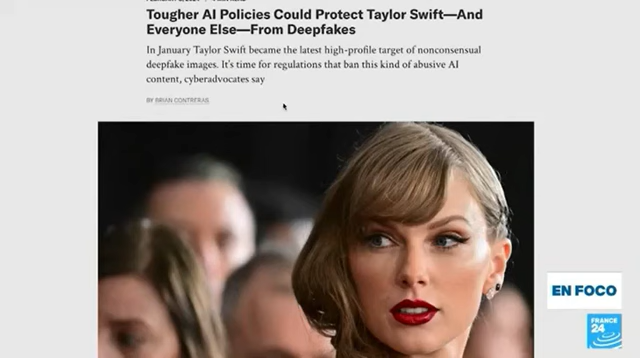 Tougher AI Policies Could Protect Taylor Swift—And
Everyone Else—From Deepfakes
In January Taylor Swift became the latest high-profile target of nonconsensual
deepfake images. It's time for regulations that ban this kind of abusive AI
content, cyberadvocates say
BY BRIAN CONTRERAS
EN FOCO
FRANCE
24